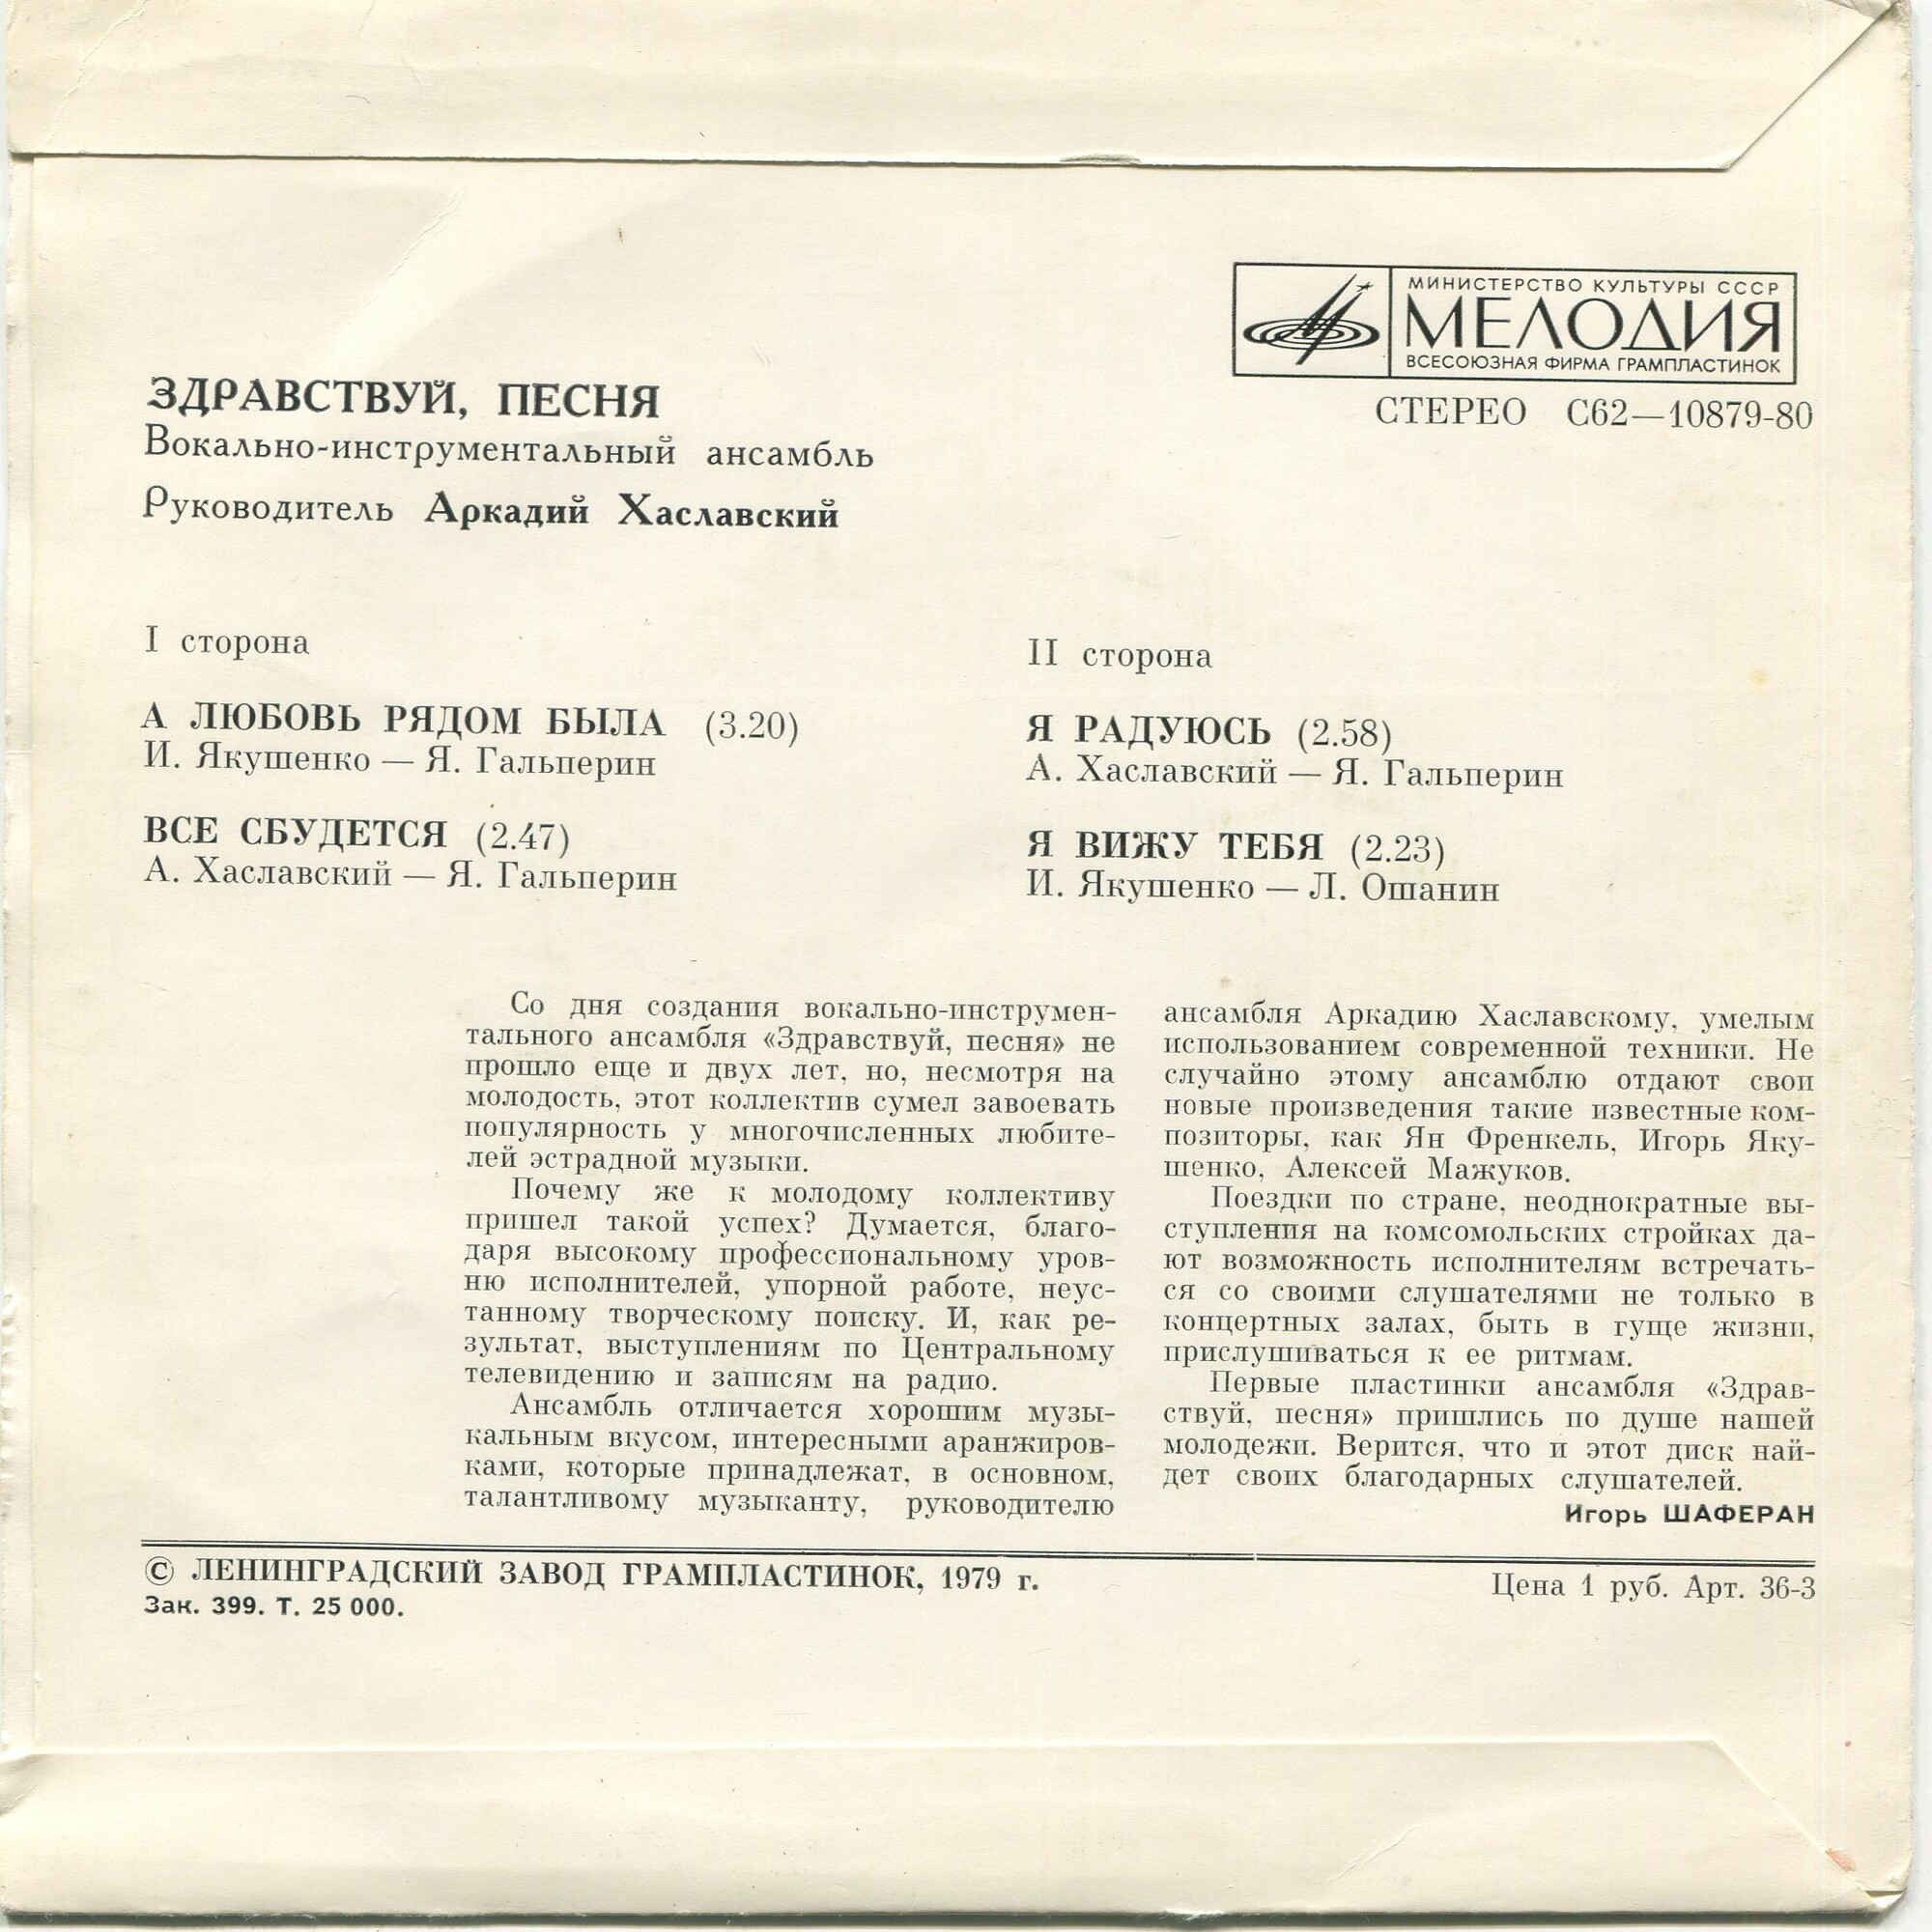 МИНИСТЕРСТВО КУЛЬТУРЫ СССР
МЕЛОДИЯ
ВСЕСОЮЗНАЯ ФИРМА ГРАМПЛАСТИНОК
СТЕРЕО С62—10879-80
ЗДРАВСТВУЙ, ПЕСНЯ
Вокально-инструментальный ансамбль
Руководитель Аркадий Хаславский
I сторона
А ЛЮБОВЬ РЯДОМ БЫЛА (3.20)
И. Якушенко — Я. Гальперин
ВСЕ СБУДЕТСЯ (2.47)
А. Хаславский — Я. Гальперин
II сторона
Я РАДУЮСЬ (2.58)
А. Хаславский — Я. Гальперин
Я ВИЖУ ТЕБЯ (2.23)
И. Якушенко — Л. Ошанин
Со дня создания вокально-инструмен-
тального ансамбля «Здравствуй, песня» не
прошло еще и двух лет, но, несмотря на
молодость, этот коллектив сумел завоевать
популярность у многочисленных любите-
лей эстрадной музыки.
Почему же к молодому коллективу
пришел такой успех? Думается, благо-
даря высокому профессиональному уров-
ню исполнителей, упорной работе, неус-
танному творческому поиску. И, как ре-
зультат, выступлениям по Центральному
телевидению и записям на радио.
Ансамбль отличается хорошим музы-
кальным вкусом, интересными аранжиров-
ками, которые принадлежат, в основном,
талантливому музыканту, руководителю
ансамбля Аркадию Хаславскому, умелым
использованием современной техники. Не
случайно этому ансамблю отдают свои
новые произведения такие известные ком-
позиторы, как Ян Френкель, Игорь Яку-
шенко, Алексей Мажуков.
Поездки по стране, неоднократные вы-
ступления на комсомольских стройках да-
ют возможность исполнителям встречать-
ся со своими слушателями не только в
концертных залах, быть в гуще жизни,
прислушиваться к ее ритмам.
Первые пластинки ансамбля «Здрав-
ствуй, песня» пришлись по душе нашей
молодежи. Верится, что и этот диск най-
дет своих благодарных слушателей.
Игорь ШАФЕРАН
© ЛЕНИНГРАДСКИЙ ЗАВОД ГРАМПЛАСТИНОК, 1979 г.
Зак. 399. Т. 25 000.
Цена 1 руб. Арт. 36-3